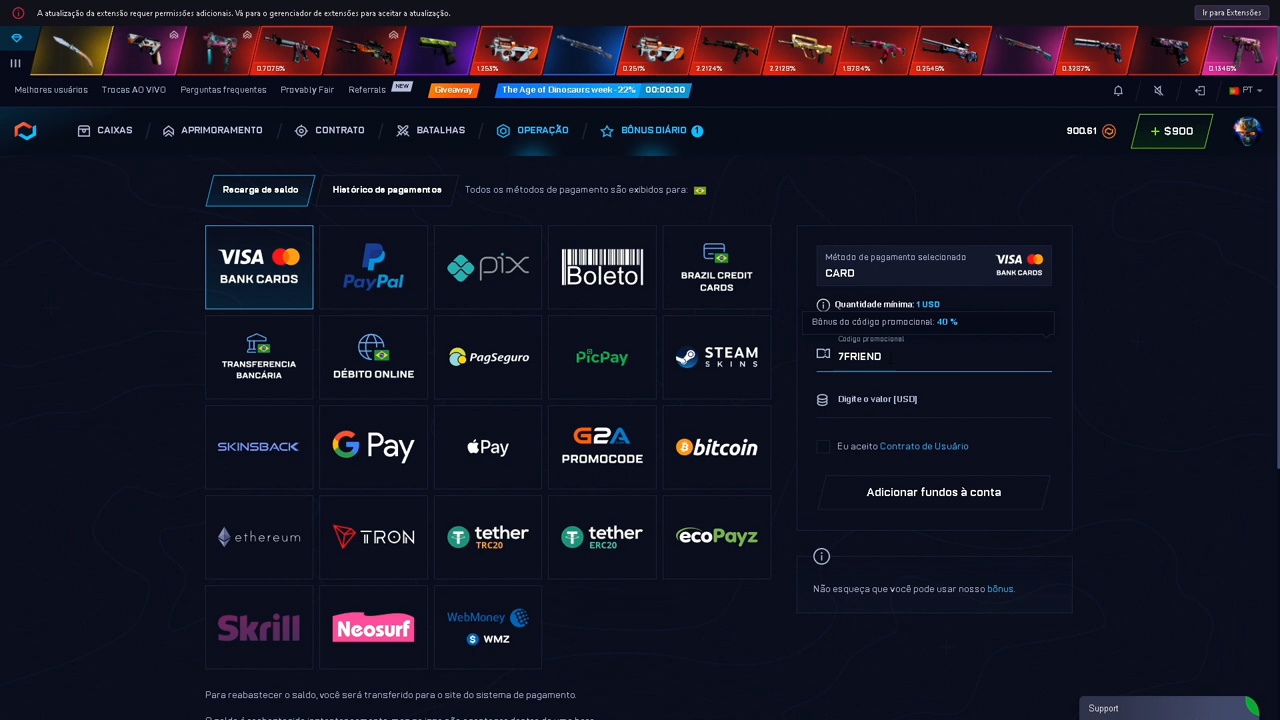 A atualização da extensão requer permissões adicionais. Vá para o gerenciador de extensões para aceitar a atualização.
Ir para Extensões
0.7075%
1.253%
0.251%
2.2124%
2.2129%
1.9784%
0.2545%
0.3287%
0.1346%
Melhores usuários
Trocas AO VIVO
Perguntas frequentes
Provably Fair
Referrals
NEW
Giveaway
The Age of Dinosaurs week -22% 00:00:00
PT
CAIXAS
APRIMORAMENTO
CONTRATO
BATALHAS
OPERAÇÃO
BÔNUS DIÁRIO 1
900.61
+ $900
Recarga de saldo
Histórico de pagamentos
Todos os métodos de pagamento são exibidos para:
VISA
BANK CARDS
PayPal
pix
Boleto
BRAZIL CREDIT
CARDS
TRANSFERENCIA
BANCÁRIA
DÉBITO ONLINE
PagSeguro
PicPay
STEAM
SKINS
SKINSBACK
G Pay
Pay
G2A
PROMOCODE
bitcoin
ethereum
TRON
tether
TRC20
tether
ERC20
ecoPayz
Skrill
Neosurf
WebMoney
WMZ
Método de pagamento selecionado
CARD
VISA
BANK CARDS
Quantidade mínima: 1 USD
Bônus do código promocional: 40 %
Código promocional
7FRIEND
Digite o valor [USD]
Eu aceito Contrato de Usuário
Adicionar fundos à conta
Não esqueça que você pode usar nosso bônus.
Para reabastecer o saldo, você será transferido para o site do sistema de pagamento.
Support